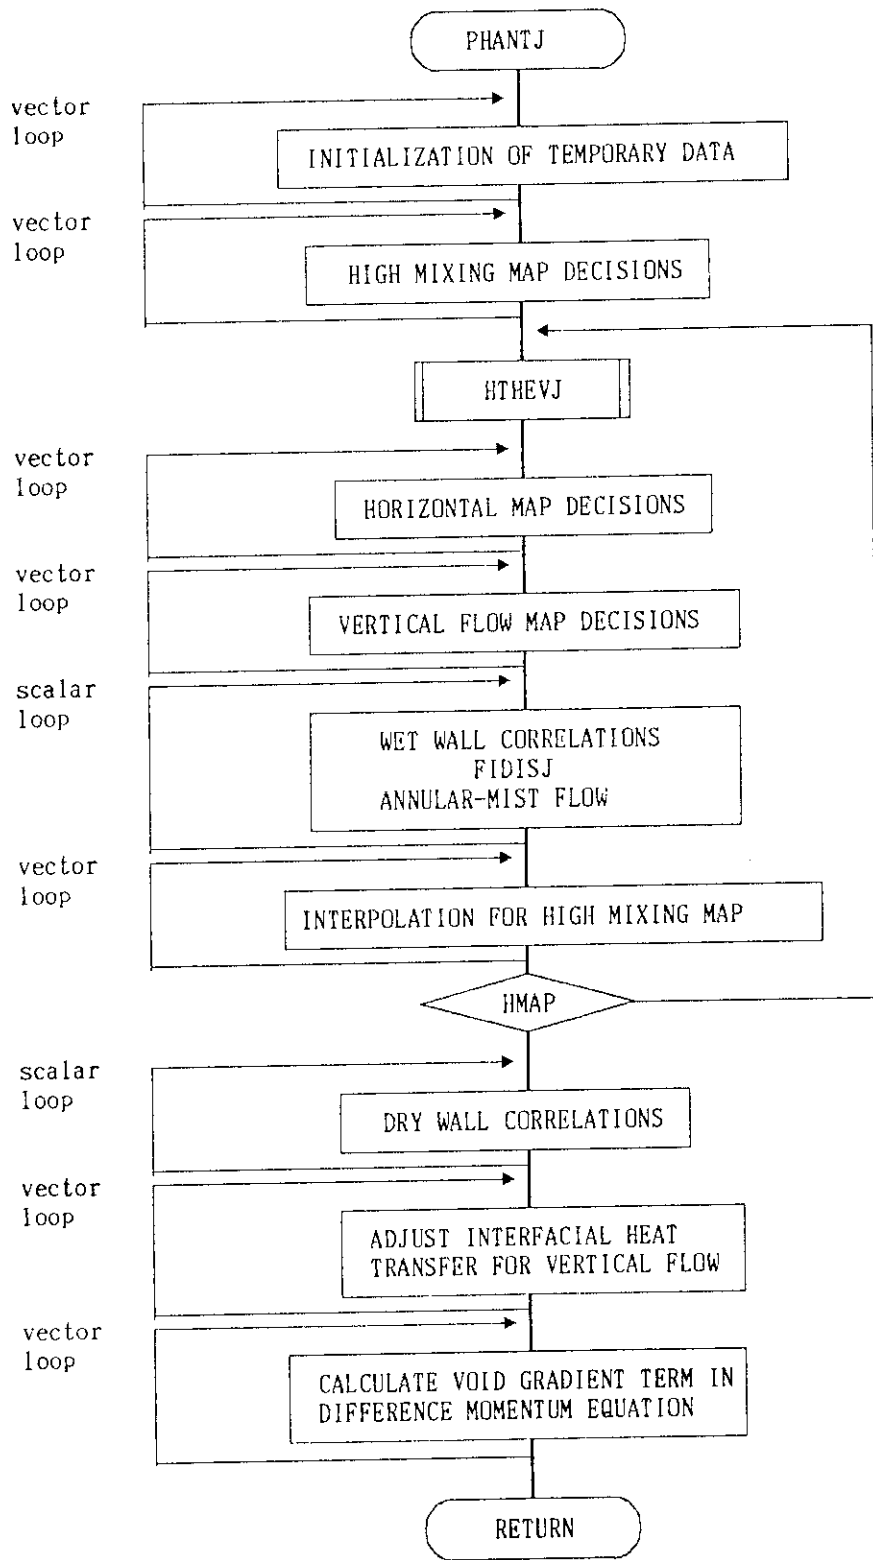 PHANTJ
vector
loop
INITIALIZATION OF TEMPORARY DATA
vector
loop
HIGH MIXING MAP DECISIONS
HTHEVJ
vector
loop
HORIZONTAL MAP DECISIONS
vector
loop
VERTICAL FLOW MAP DECISIONS
scalar
loop
WET WALL CORRELATIONS
FIDISJ
ANNULAR-MIST FLOW
vector
loop
INTERPOLATION FOR HIGH MIXING MAP
HMAP
scalar
loop
DRY WALL CORRELATIONS
vector
loop
ADJUST INTERFACIAL HEAT
TRANSFER FOR VERTICAL FLOW
vector
loop
CALCULATE VOID GRADIENT TERM IN
DIFFERENCE MOMENTUM EQUATION
RETURN